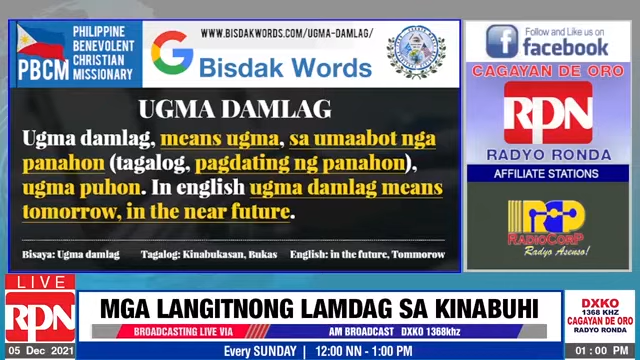 PBCM
PHILIPPINE
BENEVOLENT
CHRISTIAN
MISSIONARY
WWW.BISDAKWORDS.COM/UGMA-DAMLAG/
G Bisdak Words
UGMA DAMLAG
Ugma damlag, means ugma, sa umaabot nga
panahon (tagalog, pagdating ng panahon),
ugma puhon. In english ugma damlag means
tomorrow, in the near future.
Bisaya: Ugma damlag Tagalog: Kinabukasan, Bukas English: in the future, Tommorow
f Follow and Like us on
facebook
CAGAYAN DE ORO
RPN
RADYO RONDA
AFFILIATE STATIONS
RCP
RADIOCORP
Radyo Asenso!
LIVE
RPN
05 Dec 2021
MGA LANGITNONG LAMDAG SA KINABUHI
BROADCASTING LIVE VIA AM BROADCAST DXKO 1368khz
Every SUNDAY | 12:00 NN - 1:00 PM
DXKO
1368 KHZ
CAGAYAN DE ORO
RADYO RONDA
01:00 PM